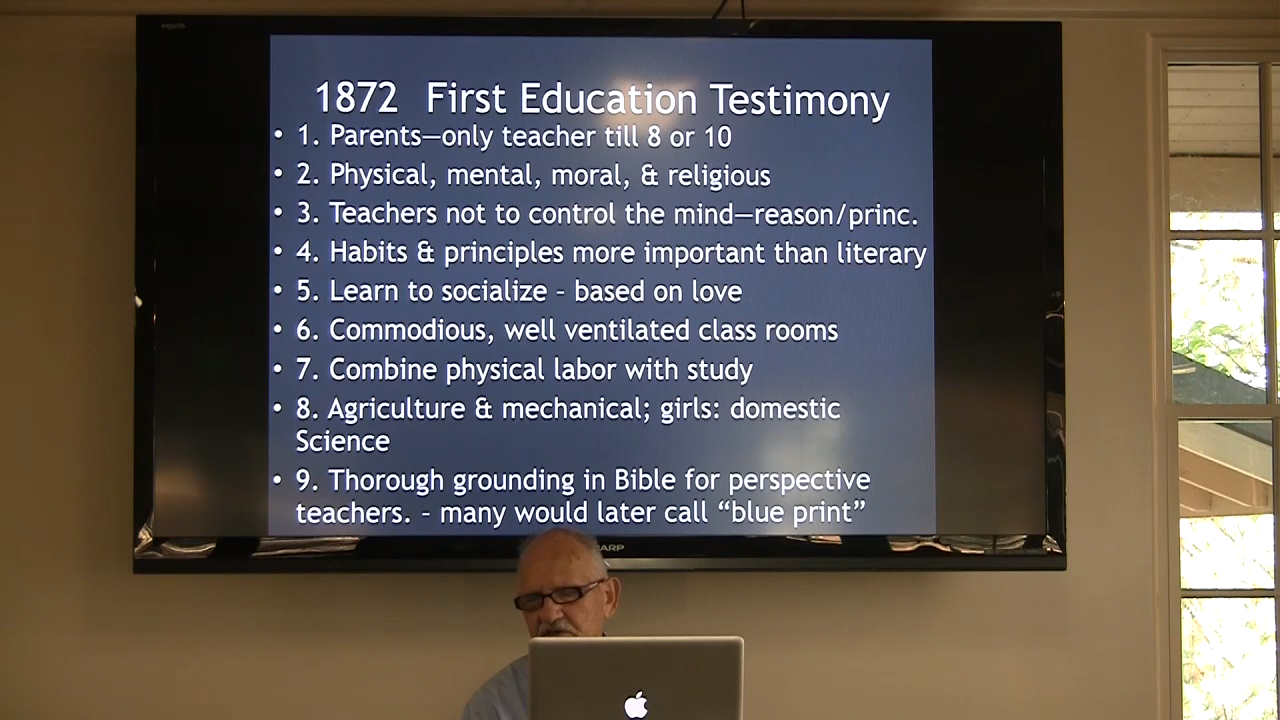 AQUOS
1872 First Education Testimony
• 1. Parents—only teacher till 8 or 10
• 2. Physical, mental, moral, & religious
• 3. Teachers not to control the mind—reason/princ.
• 4. Habits & principles more important than literary
• 5. Learn to socialize – based on love
• 6. Commodious, well ventilated class rooms
• 7. Combine physical labor with study
• 8. Agriculture & mechanical; girls: domestic
Science
• 9. Thorough grounding in Bible for perspective
teachers. – many would later call “blue print”